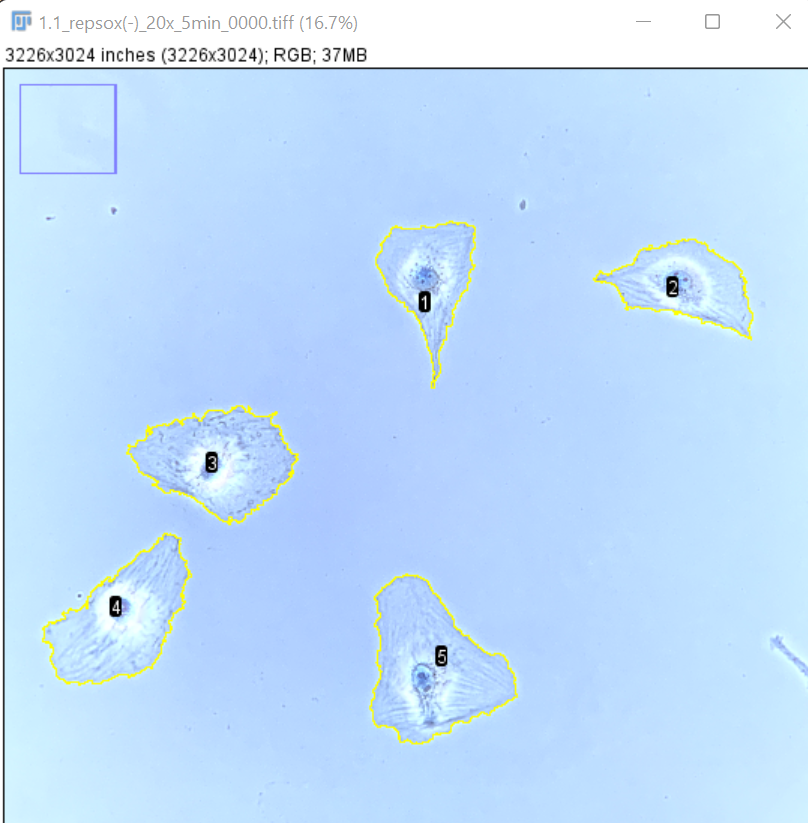 1.1_repsox(-)_20x_5min_0000.tiff (16.7%)
3226x3024 inches (3226x3024); RGB; 37MB
1
2
3
4
5